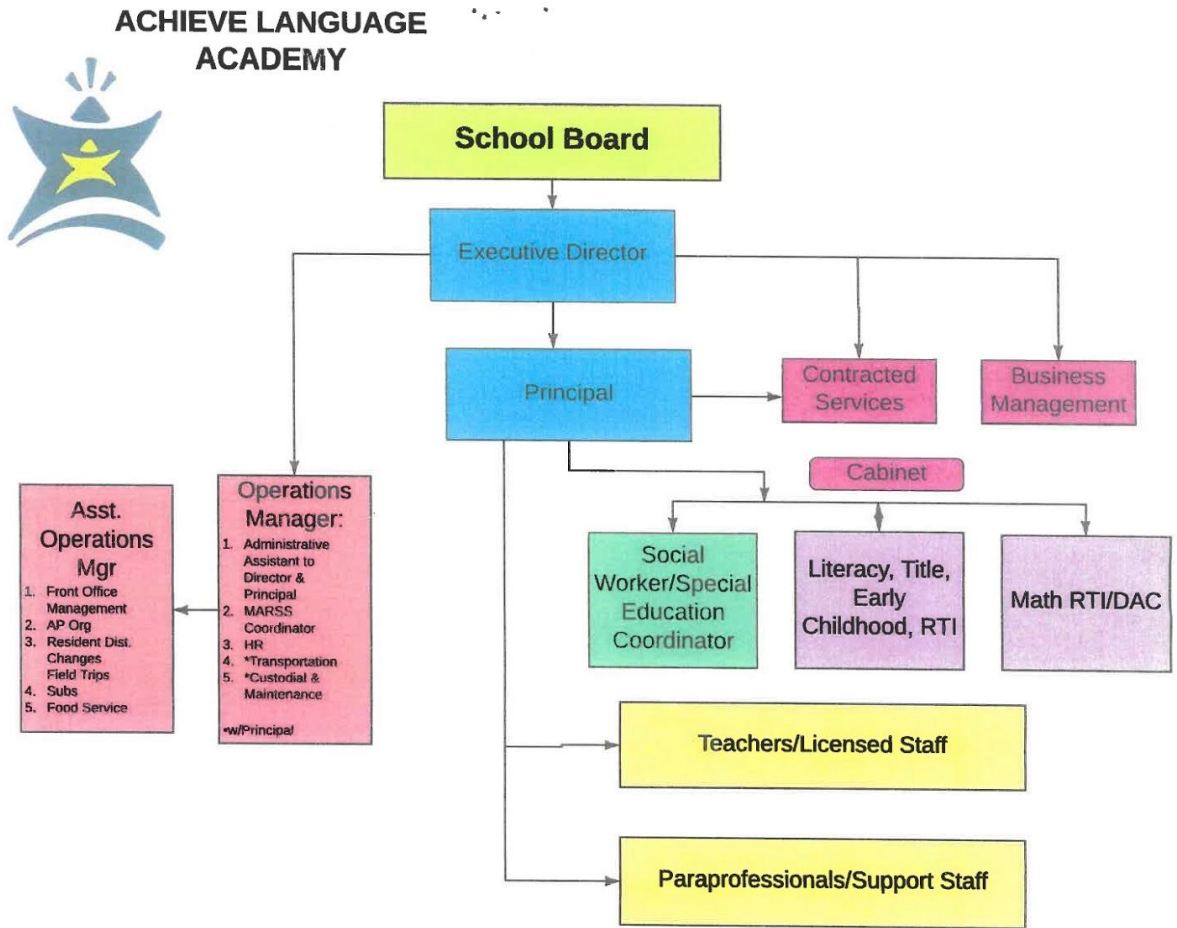 ACHIEVE LANGUAGE
ACADEMY
School Board
Executive Director
Principal
Contracted
Services
Business
Management
Cabinet
Asst.
Operations
Mgr
1. Front Office
Management
2. AP Org
3. Resident Dist.
Changes
Field Trips
4. Subs
5. Food Service
Operations
Manager:
1. Administrative
Assistant to
Director &
Principal
2. MARSS
Coordinator
3. HR
4. *Transportation
5. *Custodial &
Maintenance
*w/Principal
Social
Worker/Special
Education
Coordinator
Literacy, Title,
Early
Childhood, RTI
Math RTI/DAC
Teachers/Licensed Staff
Paraprofessionals/Support Staff